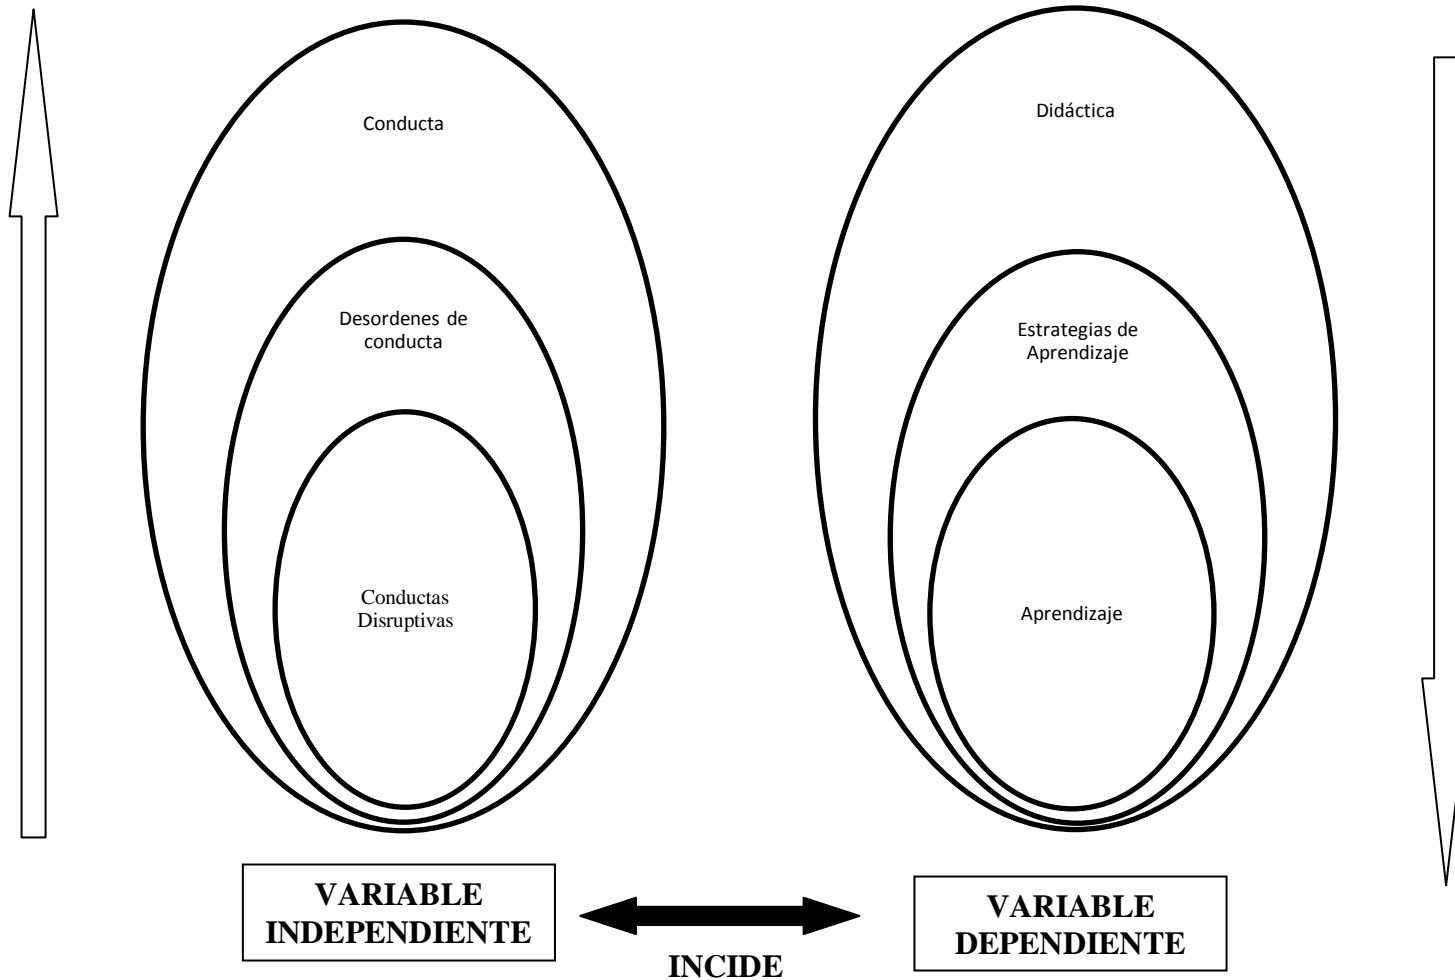 Conducta
Desordenes de
conducta
Conductas
Disruptivas
Didáctica
Estrategias de
Aprendizaje
Aprendizaje
VARIABLE
INDEPENDIENTE
INCIDE
VARIABLE
DEPENDIENTE